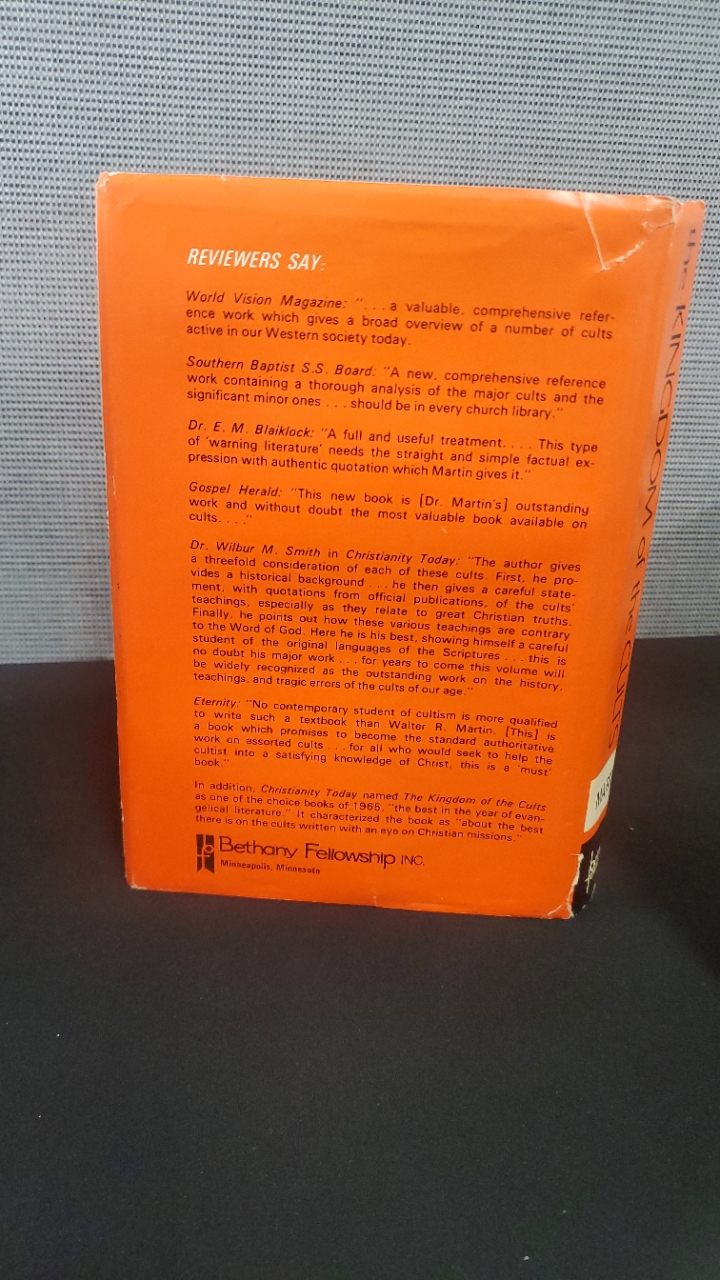 REVIEWERS SAY:
World Vision Magazine: ". . . a valuable, comprehensive refer-
ence work which gives a broad overview of a number of cults
active in our Western society today.
Southern Baptist S.S. Board: "A new, comprehensive reference
work containing a thorough analysis of the major cults and the
significant minor ones . . . should be in every church library."
Dr. E. M. Blaiklock: "A full and useful treatment. . . . This type
of 'warning literature' needs the straight and simple factual ex-
pression with authentic quotation which Martin gives it."
Gospel Herald: "This new book is [Dr. Martin's] outstanding
work and without doubt the most valuable book available on
cults. . . ."
Dr. Wilbur M. Smith in Christianity Today: "The author gives
a threefold consideration of each of these cults. First, he pro-
vides a historical background . . . he then gives a careful state-
ment, with quotations from official publications, of the cults'
teachings, especially as they relate to great Christian truths.
Finally, he points out how these various teachings are contrary
to the Word of God. Here he is his best, showing himself a careful
student of the original languages of the Scriptures . . . this is
no doubt his major work . . . for years to come this volume will
be widely recognized as the outstanding work on the history,
teachings, and tragic errors of the cults of our age."
Eternity: "No contemporary student of cultism is more qualified
to write such a textbook than Walter R. Martin. [This] is
a book which promises to become the standard authoritative
work on assorted cults . . . for all who would seek to help the
cultist into a satisfying knowledge of Christ, this is a 'must'
book."
In addition, Christianity Today named The Kingdom of the Cults
as one of the choice books of 1965, "the best in the year of evan-
gelical literature." It characterized the book as "about the best
there is on the cults written with an eye on Christian missions."
Bethany Fellowship INC.
Minneapolis, Minnesota
the KINGDOM of the CULTS